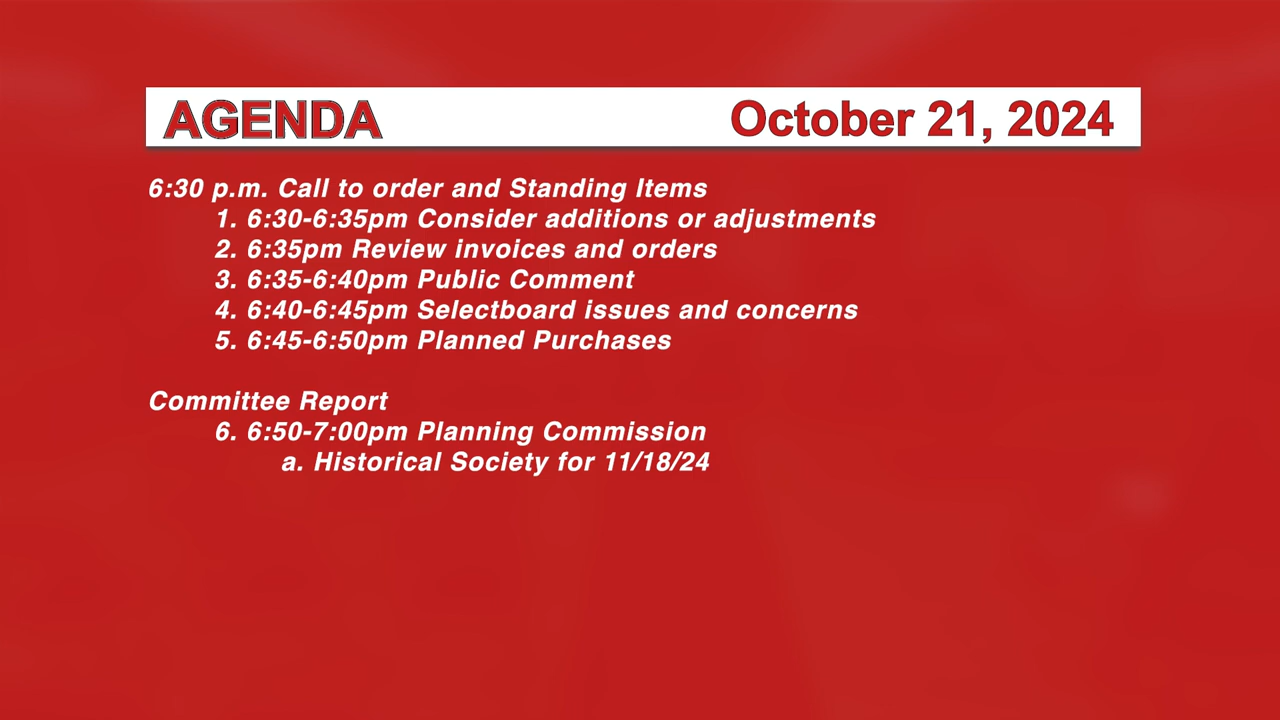 AGENDA October 21, 2024
6:30 p.m. Call to order and Standing Items
1. 6:30-6:35pm Consider additions or adjustments
2. 6:35pm Review invoices and orders
3. 6:35-6:40pm Public Comment
4. 6:40-6:45pm Selectboard issues and concerns
5. 6:45-6:50pm Planned Purchases
Committee Report
6. 6:50-7:00pm Planning Commission
a. Historical Society for 11/18/24